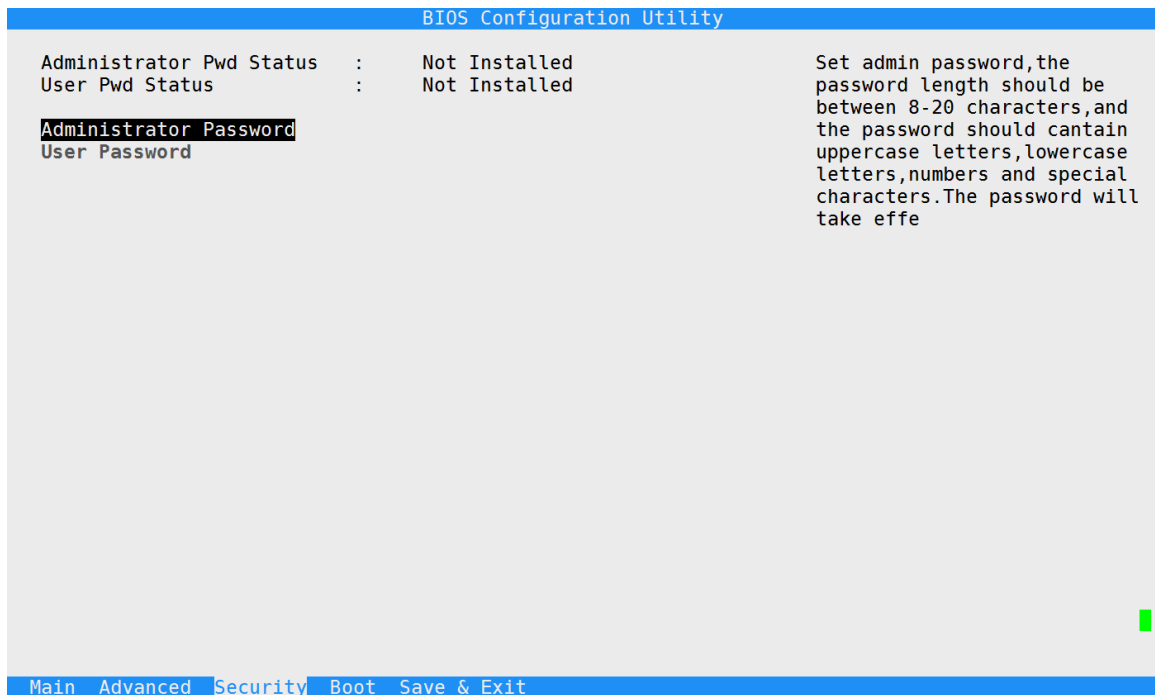 BIOS Configuration Utility
Administrator Pwd Status : Not Installed
User Pwd Status : Not Installed
Administrator Password
User Password
Set admin password,the
password length should be
between 8-20 characters,and
the password should cantain
uppercase letters,lowercase
letters,numbers and special
characters.The password will
take effe
Main Advanced Security Boot Save & Exit